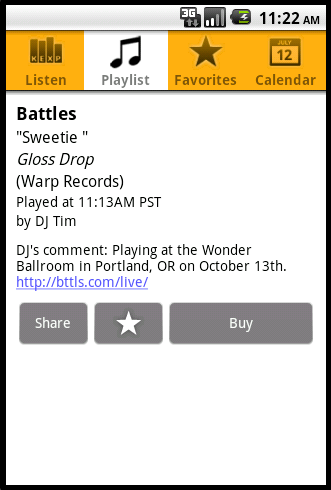 3G 11:22 AM
KEXP JULY 12
Listen Playlist Favorites Calendar
Battles
"Sweetie "
Gloss Drop
(Warp Records)
Played at 11:13AM PST
by DJ Tim
DJ's comment: Playing at the Wonder
Ballroom in Portland, OR on October 13th.
http://bttls.com/live/
Share Buy